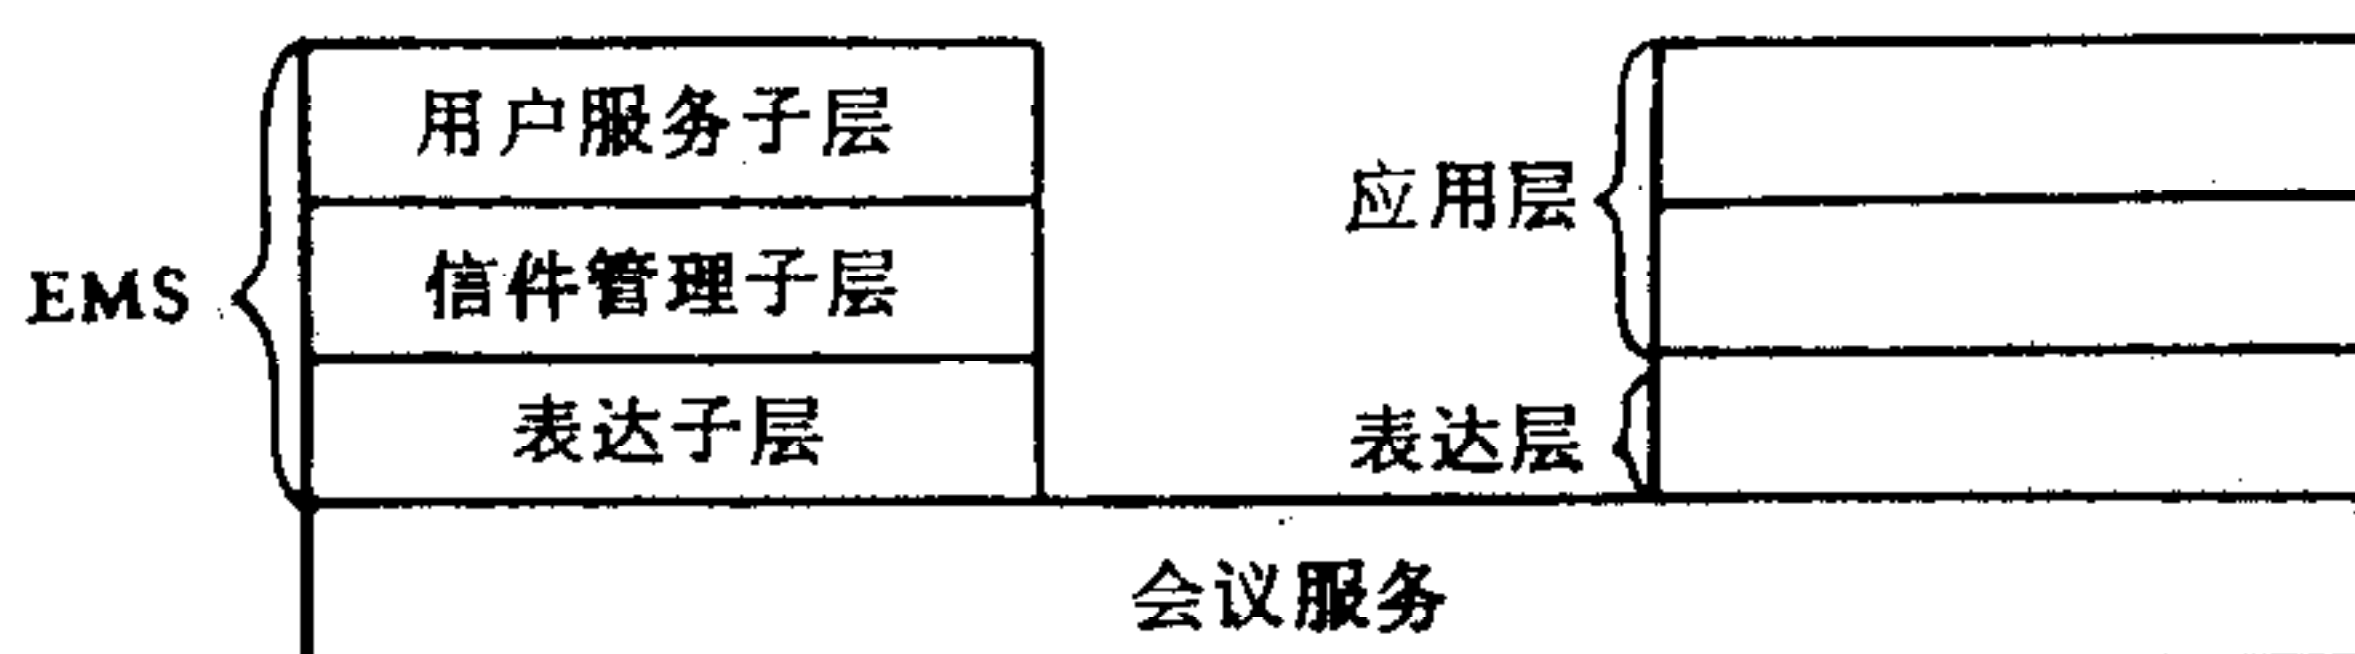 用户服务子层
应用层
EMS
信件管理子层
表达子层
表达层
会议服务